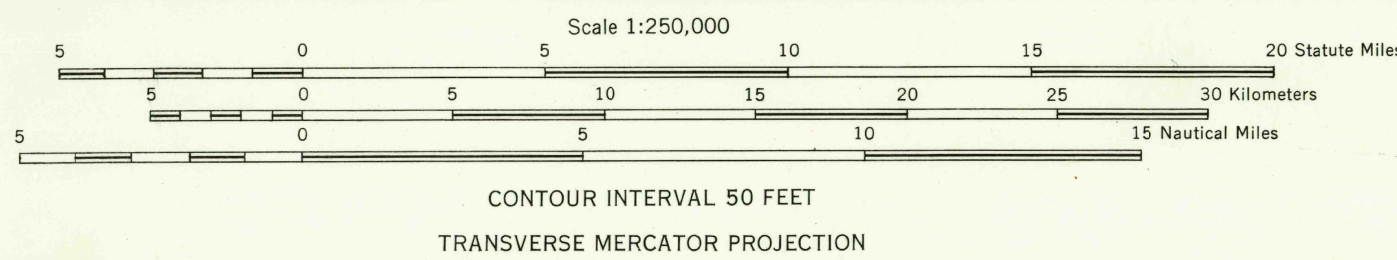 Scale 1:250,000
5 0 5 10 15 20 Statute Miles
5 0 5 10 15 20 25 30 Kilometers
5 0 5 10 15 Nautical Miles
CONTOUR INTERVAL 50 FEET
TRANSVERSE MERCATOR PROJECTION